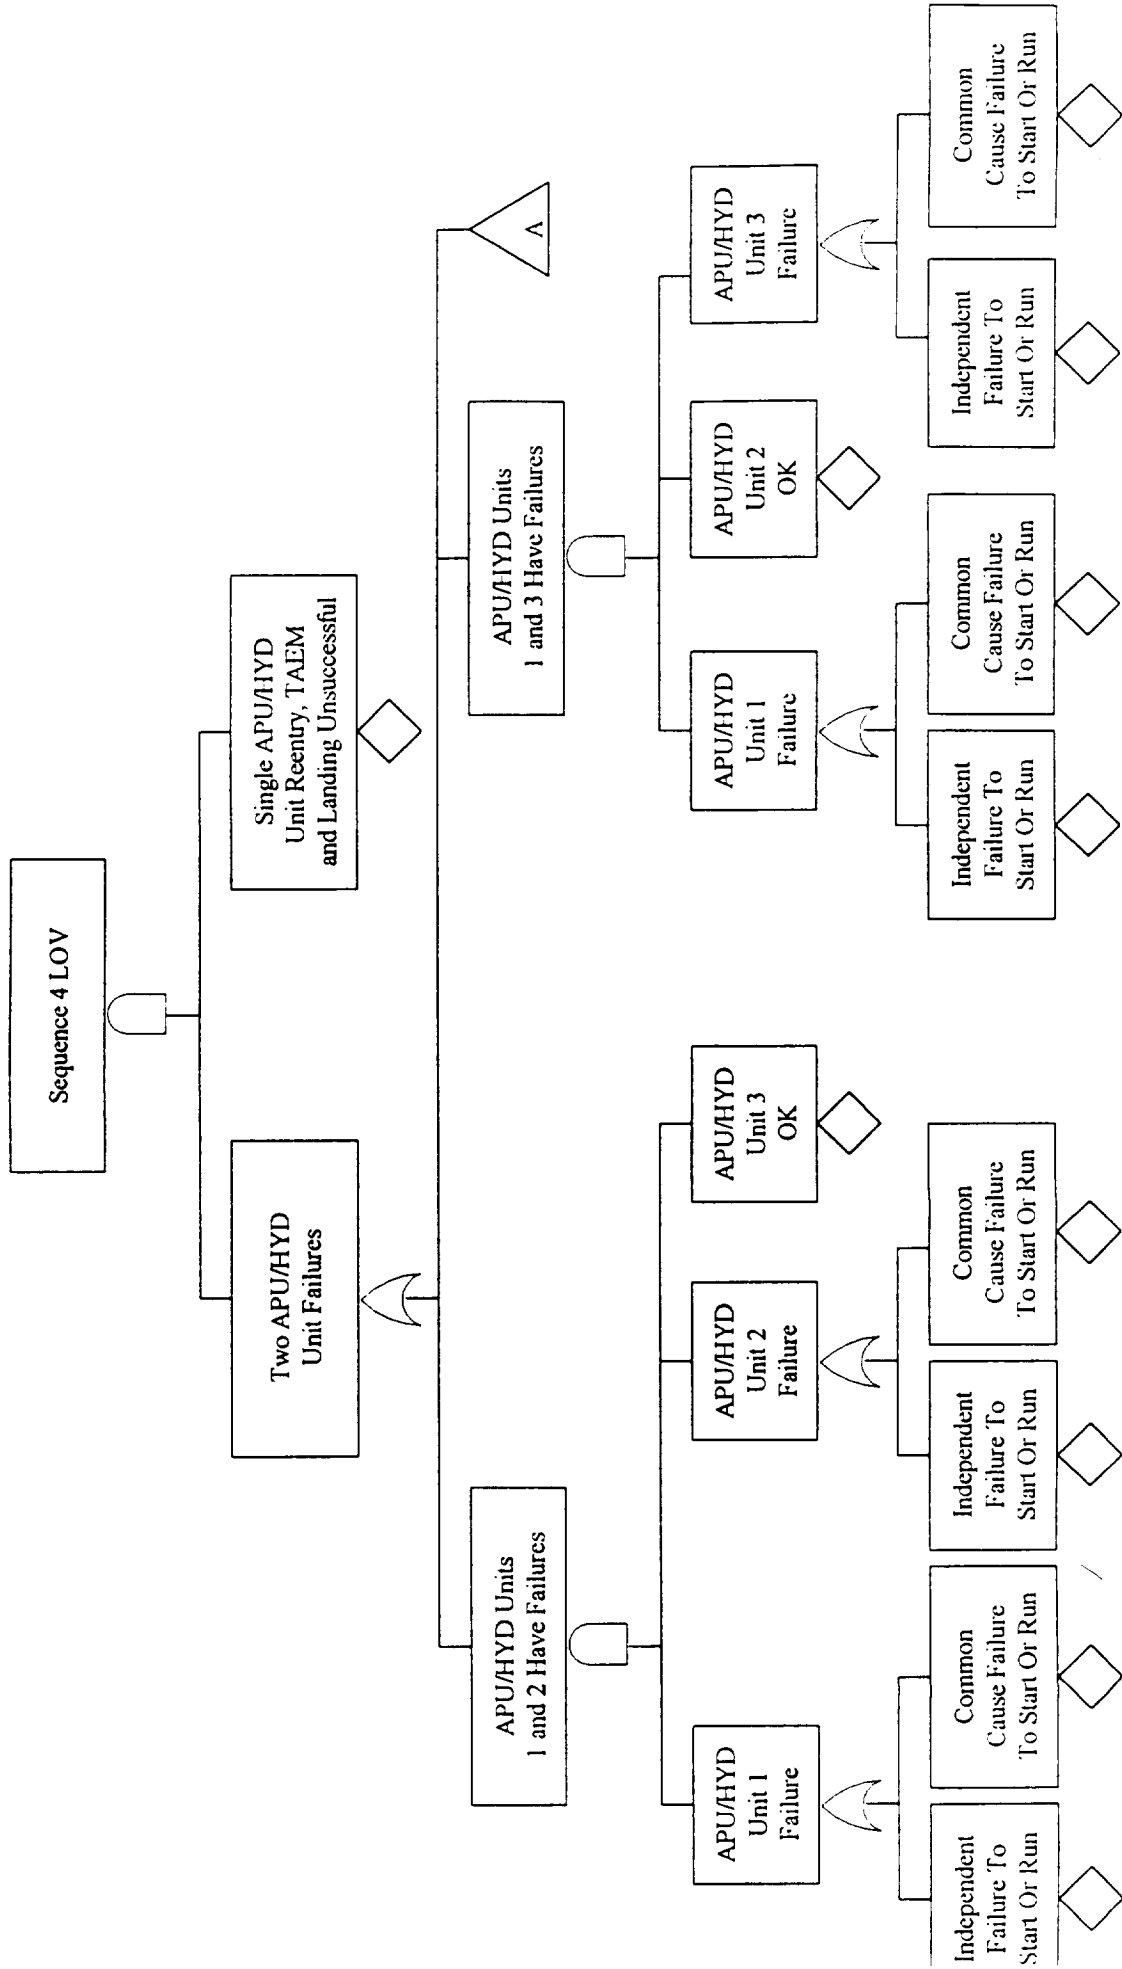 Sequence 4 LOV
Two APU/HYD
Unit Failures
Single APU/HYD
Unit Reentry, TAEM
and Landing Unsuccessful
APU/HYD Units
1 and 2 Have Failures
APU/HYD Units
1 and 3 Have Failures
A
APU/HYD
Unit 1
Failure
APU/HYD
Unit 2
Failure
APU/HYD
Unit 3
OK
APU/HYD
Unit 1
Failure
APU/HYD
Unit 2
OK
APU/HYD
Unit 3
Failure
Independent
Failure To
Start Or Run
Common
Cause Failure
To Start Or Run
Independent
Failure To
Start Or Run
Common
Cause Failure
To Start Or Run
Independent
Failure To
Start Or Run
Common
Cause Failure
To Start Or Run
Independent
Failure To
Start Or Run
Common
Cause Failure
To Start Or Run